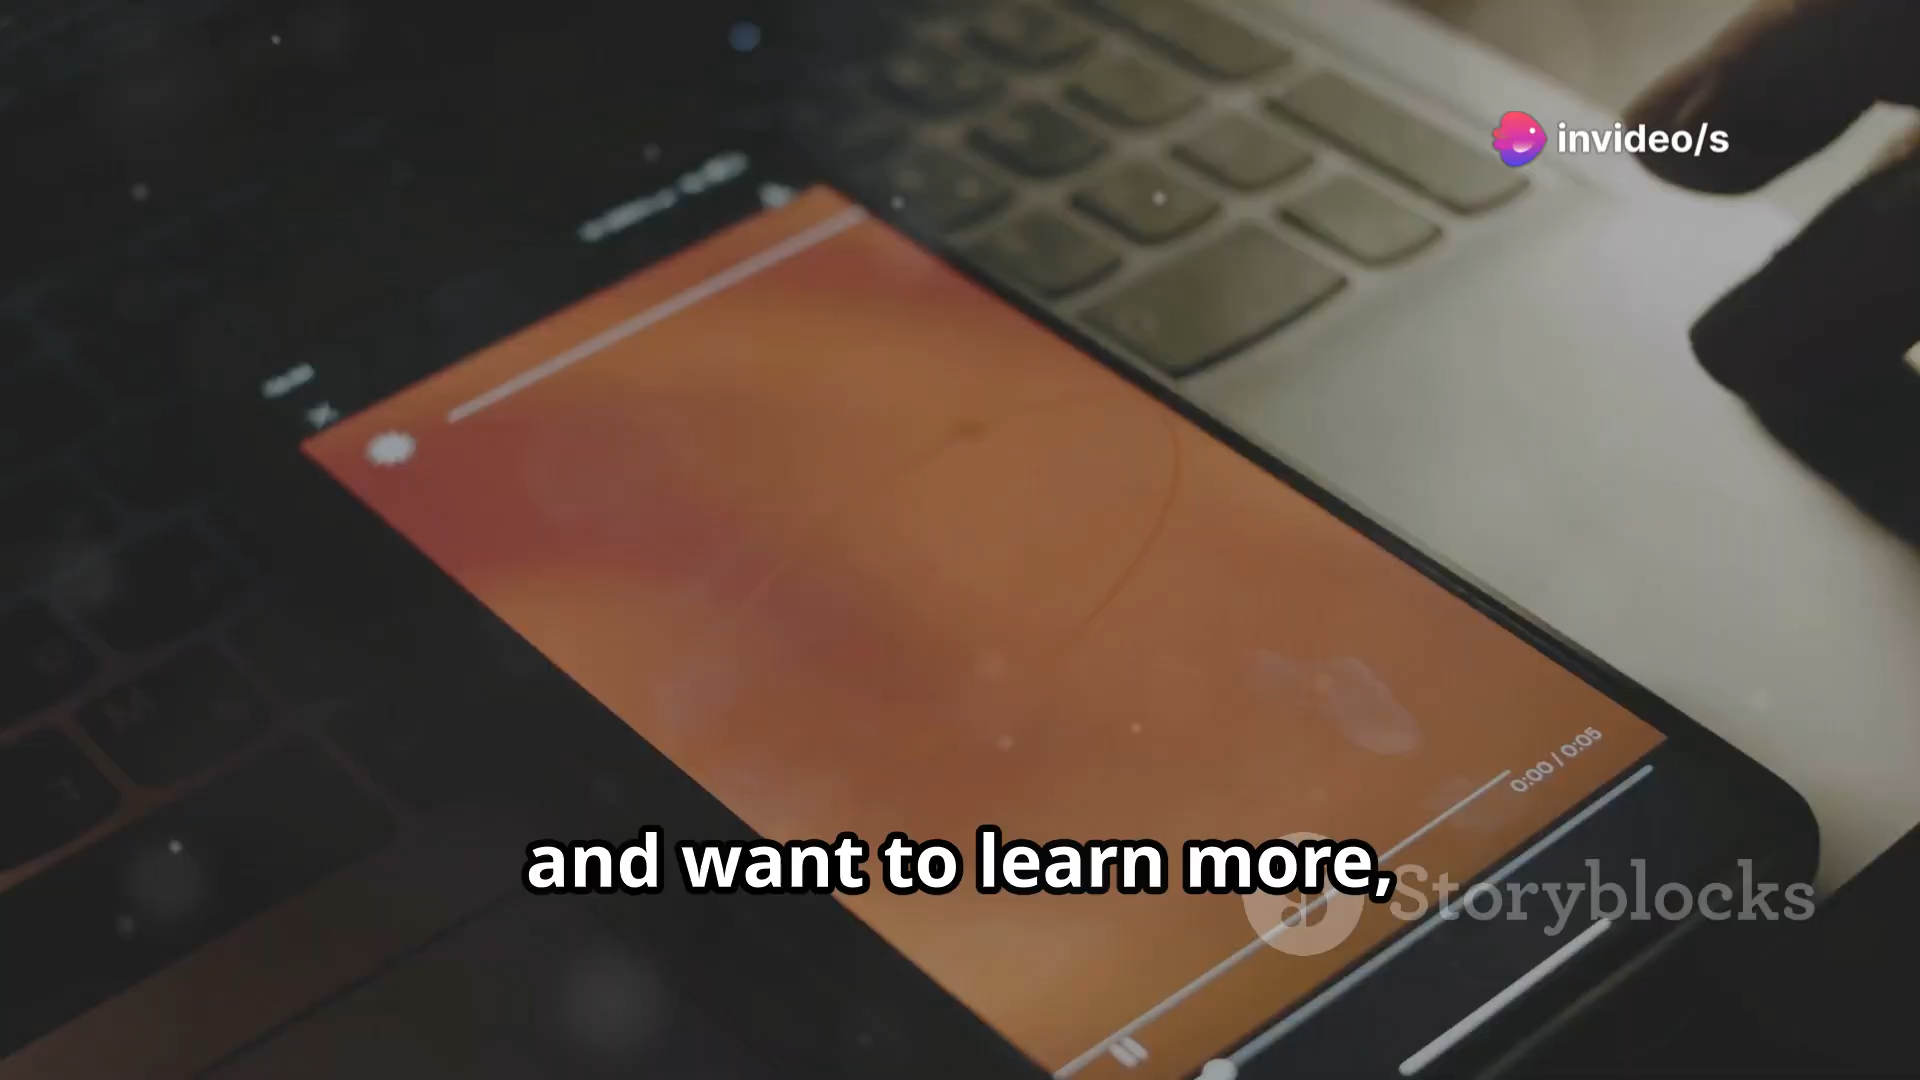 invideo/s
0:00 / 0:05
and want to learn more,
Storyblocks